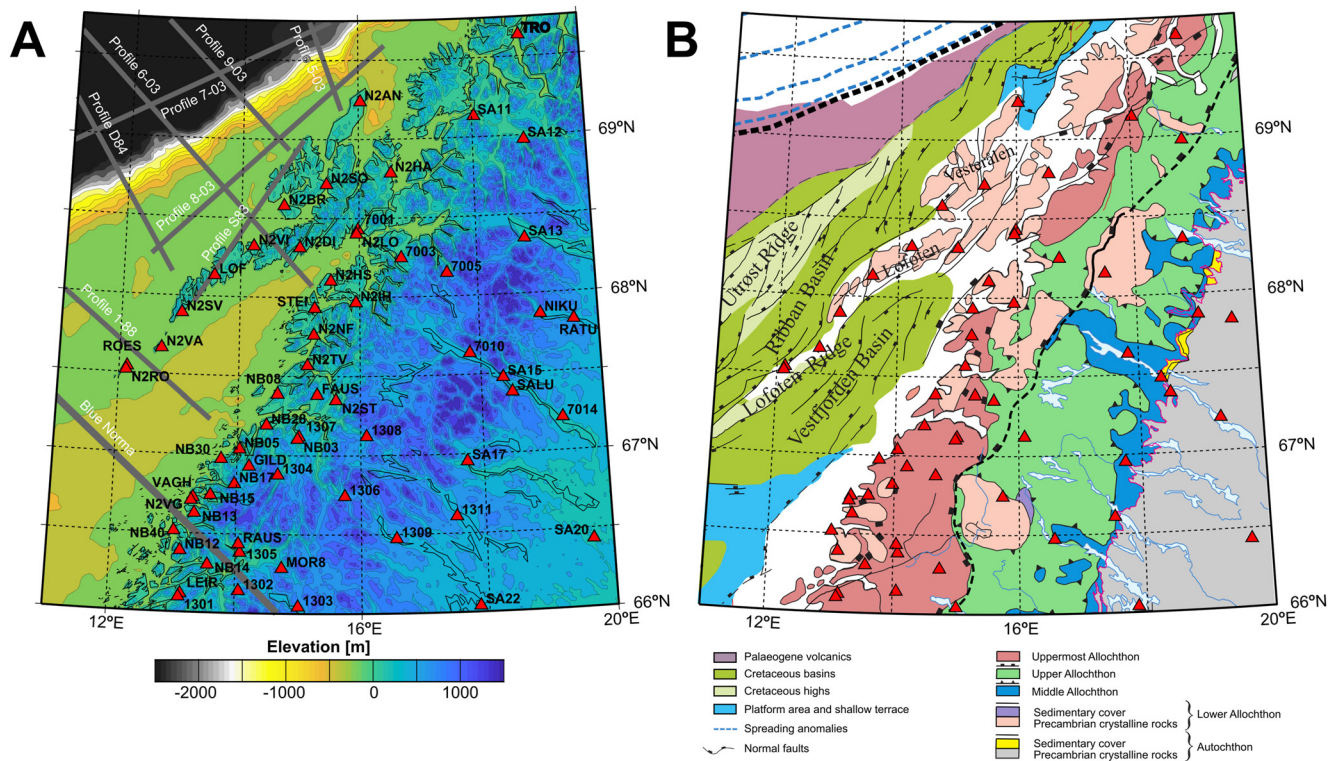 A
TRO
Profile 6-03
Profile 9-03
Profile 5-03
Profile 7-03
Profile D84
Profile 8-03
Profile S83
N2AN
SA11
SA12
69°N
N2HA
N2SO
N2BR
7001
SA13
N2VI
N2DI
N2LO
7003
LOF
7005
N2HS
68°N
STEI
N2IH
N2SV
NIKU
RATU
Profile 1-88
N2NF
ROES
N2VA
7010
N2RO
N2TV
SA15
NB08
FAUS
SALU
N2ST
7014
Blue Norma
NB28
1307
67°N
NB05
NB03
1308
NB30
GILD
SA17
1304
NB17
VAGH
1306
NB15
N2VG
NB13
1311
NB40
RAUS
1309
SA20
NB12
1305
NB14
MOR8
LEIR
1302
66°N
1301
1303
SA22
12°E
16°E
20°E
Elevation [m]
-2000
-1000
0
1000
B
69°N
Vesterålen
Utrøst Ridge
Lofoten
68°N
Ribban Basin
Lofoten Ridge
Vestfjorden Basin
67°N
66°N
12°E
16°E
20°E
Palaeogene volcanics
Cretaceous basins
Cretaceous highs
Platform area and shallow terrace
Spreading anomalies
Normal faults
Uppermost Allochthon
Upper Allochthon
Middle Allochthon
Sedimentary cover
Precambrian crystalline rocks
Lower Allochthon
Sedimentary cover
Precambrian crystalline rocks
Autochthon